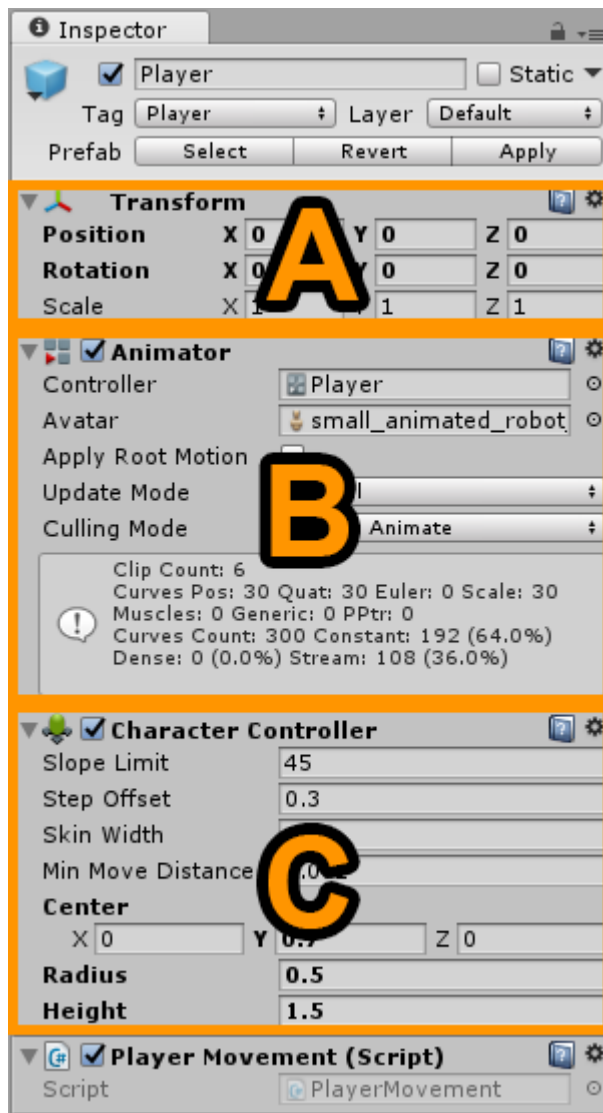 Inspector
Player Static
Tag Player Layer Default
Prefab Select Revert Apply
Transform
Position X 0 Y 0 Z 0
Rotation X 0 Y 0 Z 0
Scale X 1 1 Z 1
A
Animator
Controller Player
Avatar small_animated_robot_
Apply Root Motion
Update Mode
Culling Mode Animate
B
Clip Count: 6
Curves Pos: 30 Quat: 30 Euler: 0 Scale: 30
Muscles: 0 Generic: 0 PPtr: 0
Curves Count: 300 Constant: 192 (64.0%)
Dense: 0 (0.0%) Stream: 108 (36.0%)
Character Controller
Slope Limit 45
Step Offset 0.3
Skin Width
Min Move Distance
C
Center
X 0 Y 0.7 Z 0
Radius 0.5
Height 1.5
Player Movement (Script)
Script PlayerMovement